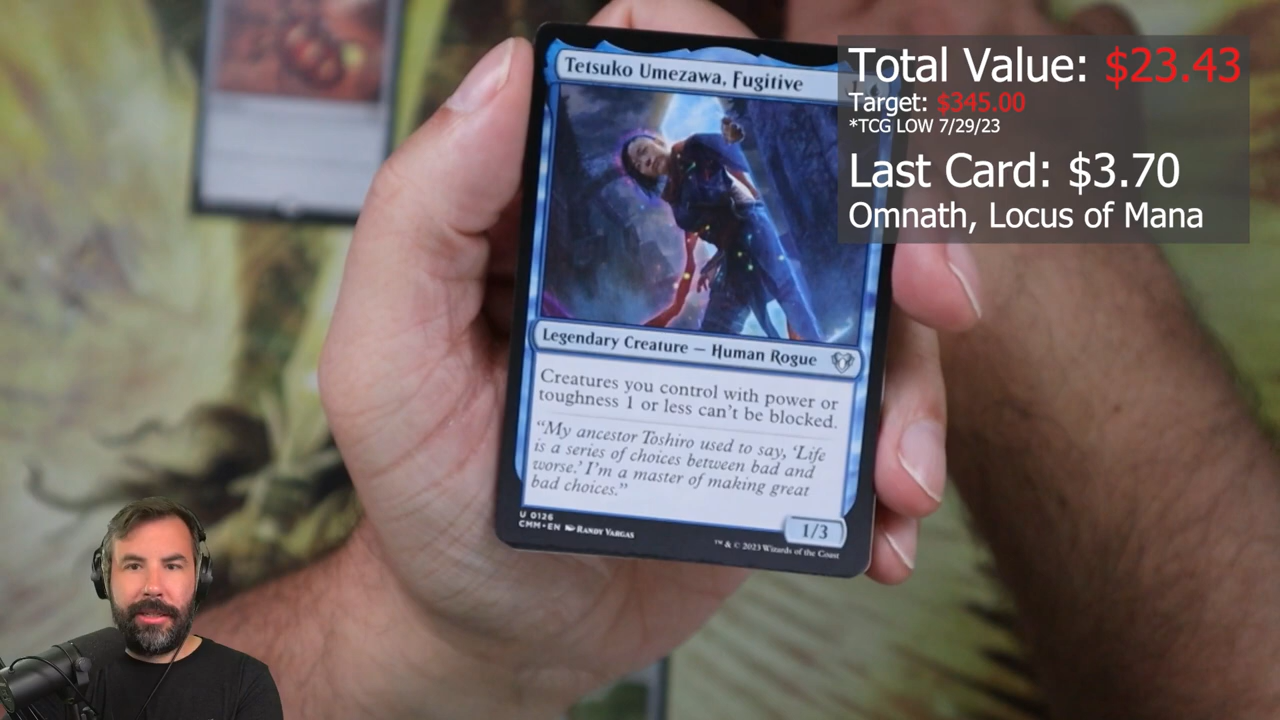 Tetsuko Umezawa, Fugitive
Legendary Creature — Human Rogue
Creatures you control with power or
toughness 1 or less can't be blocked.
"My ancestor Toshiro used to say, 'Life
is a series of choices between bad and
worse.' I'm a master of making great
bad choices."
U 0126
CMM • EN RANDY VARGAS
1/3
™ & © 2023 Wizards of the Coast
Total Value: $23.43
Target: $345.00
*TCG LOW 7/29/23
Last Card: $3.70
Omnath, Locus of Mana